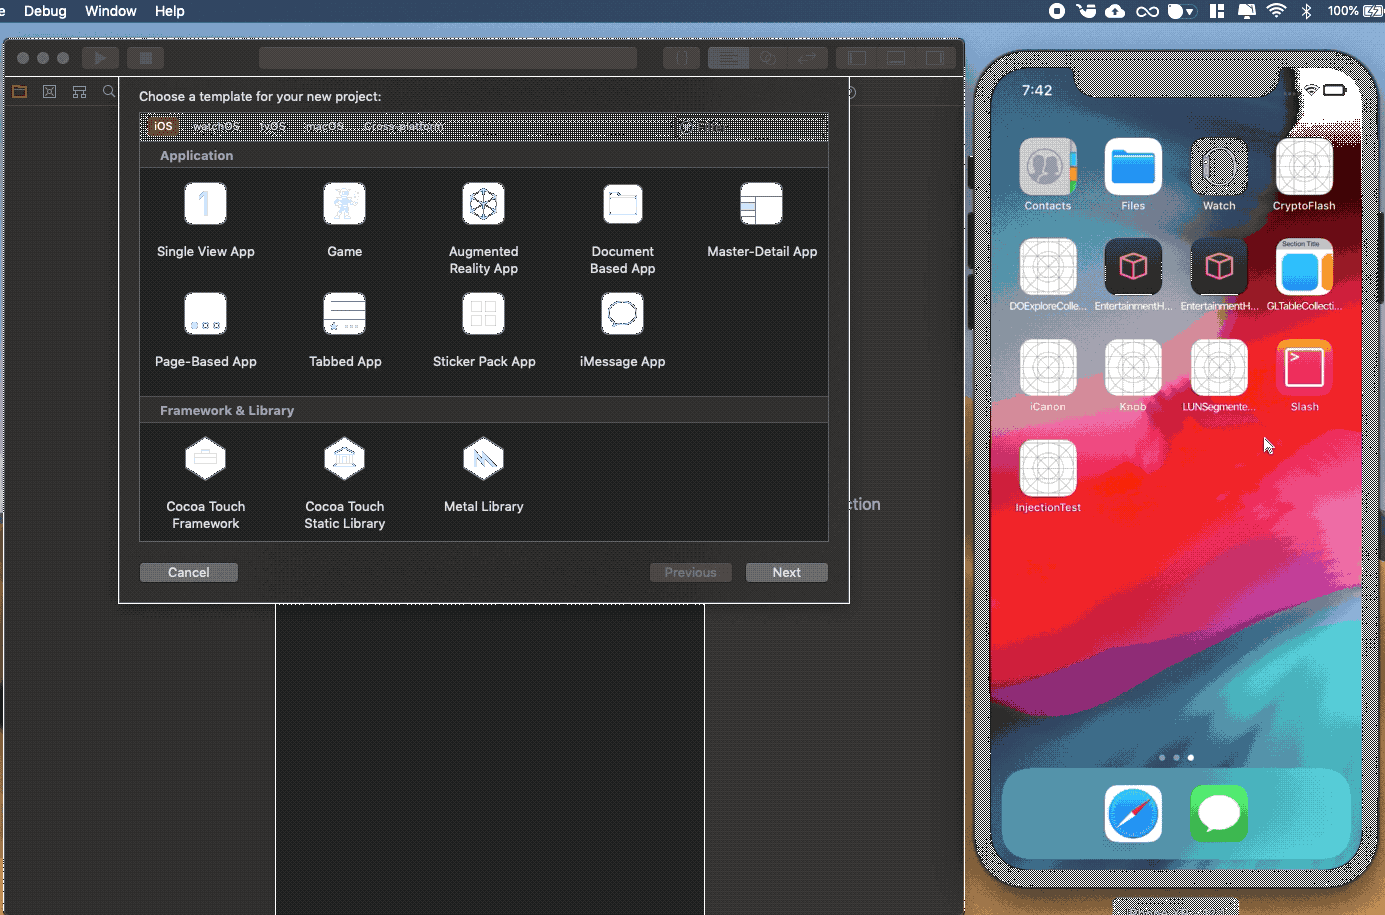 Debug Window Help
100%
Choose a template for your new project:
iOS watchOS tvOS macOS Cross-platform
Application
Single View App
Game
Augmented
Reality App
Document
Based App
Master-Detail App
Page-Based App
Tabbed App
Sticker Pack App
iMessage App
Framework & Library
Cocoa Touch
Framework
Cocoa Touch
Static Library
Metal Library
ction
Cancel
Previous
Next
7:42
Contacts
Files
Watch
CryptoFlash
DOExploreColle...
EntertainmentH...
EntertainmentH...
Section Title
GLTableCollecti...
iCanon
Knob
LUNSegmente...
Slash
InjectionTest